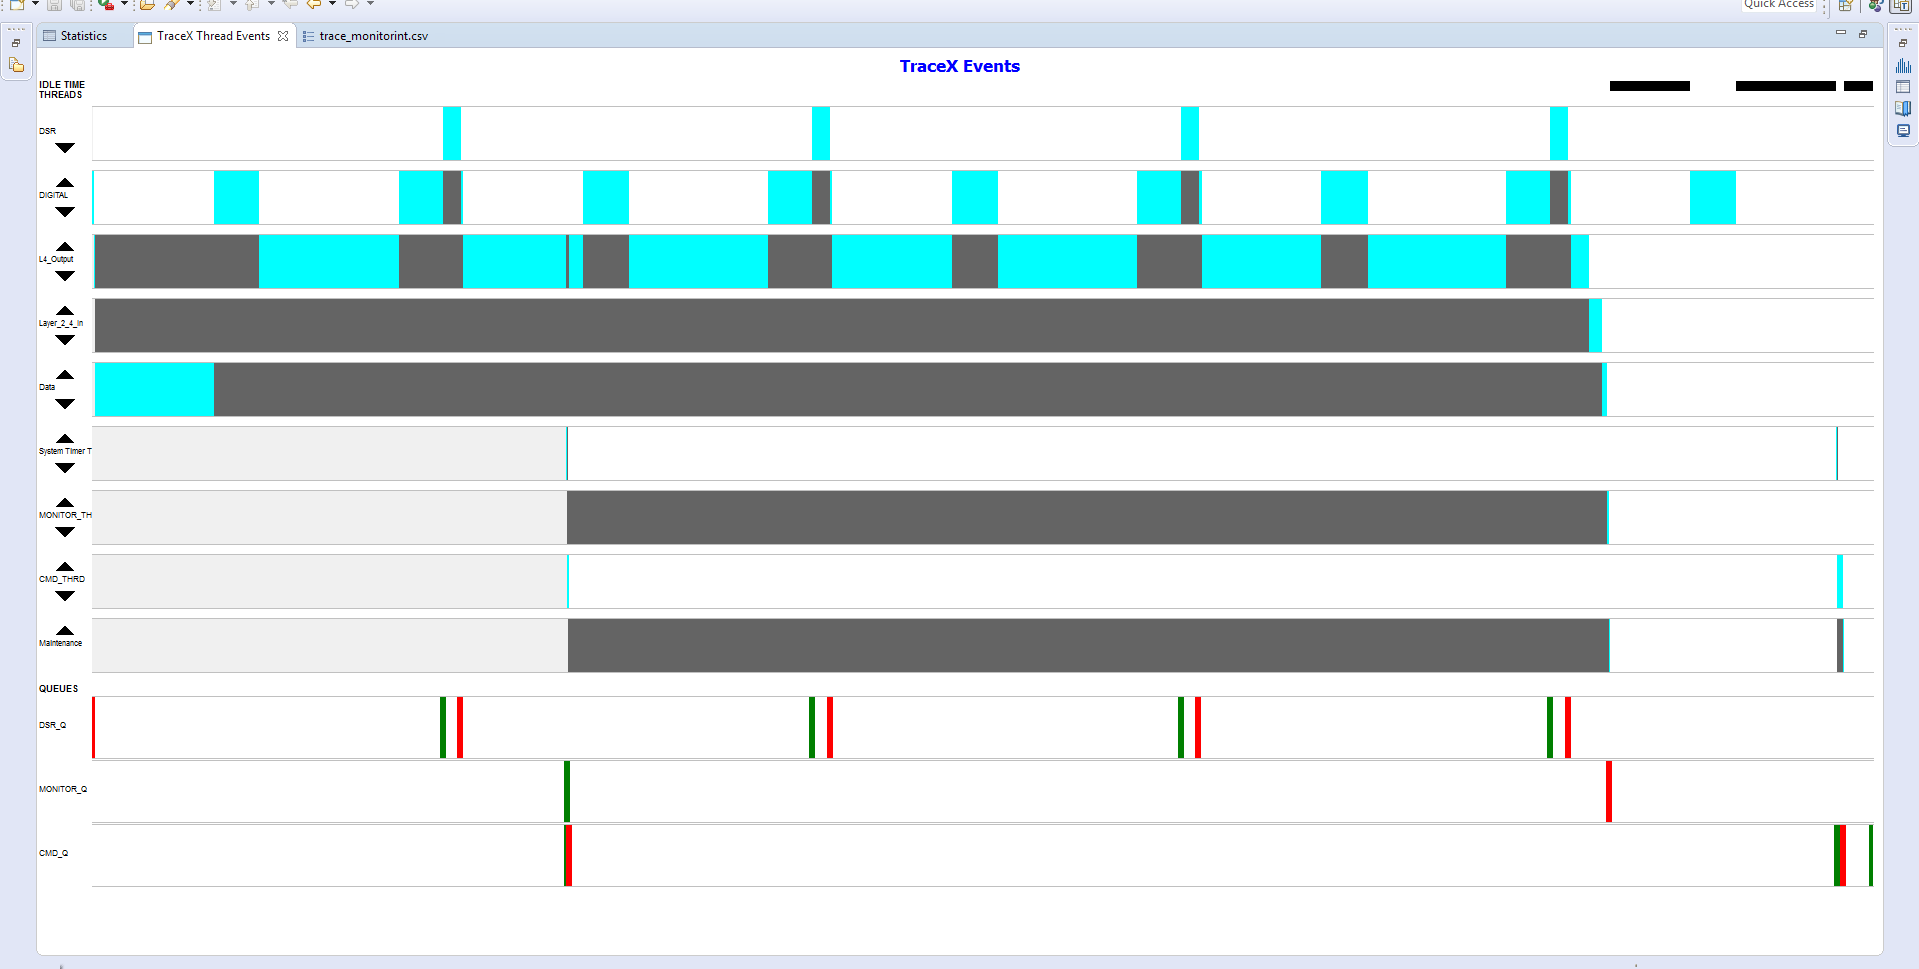 Quick Access
Statistics
TraceX Thread Events
trace_monitorint.csv
TraceX Events
IDLE TIME
THREADS
DSR
DIGITAL
L4_Output
Layer_2_4_In
Data
System Timer T
MONITOR_TH
CMD_THRD
Maintenance
QUEUES
DSR_Q
MONITOR_Q
CMD_Q